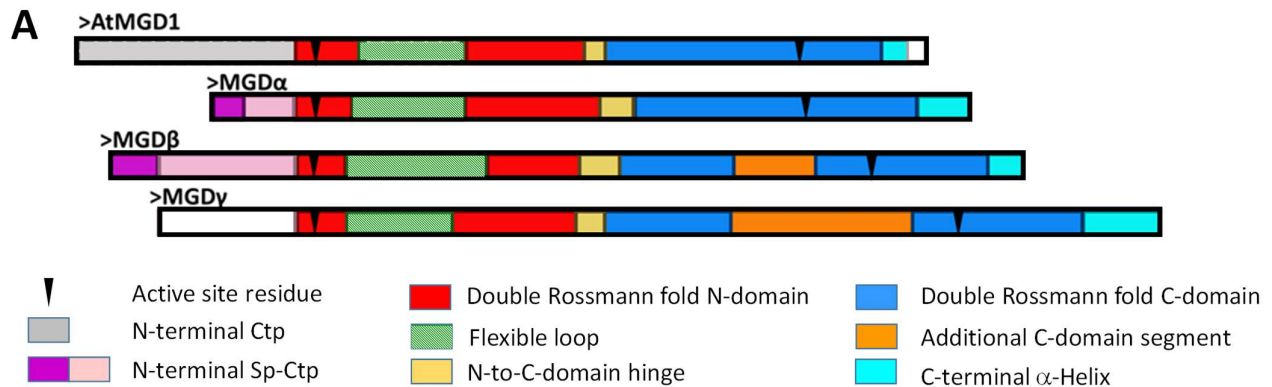 A
>AtMGD1
>MGDα
>MGDβ
>MGDγ
Active site residue
N-terminal Ctp
N-terminal Sp-Ctp
Double Rossmann fold N-domain
Flexible loop
N-to-C-domain hinge
Double Rossmann fold C-domain
Additional C-domain segment
C-terminal α-Helix